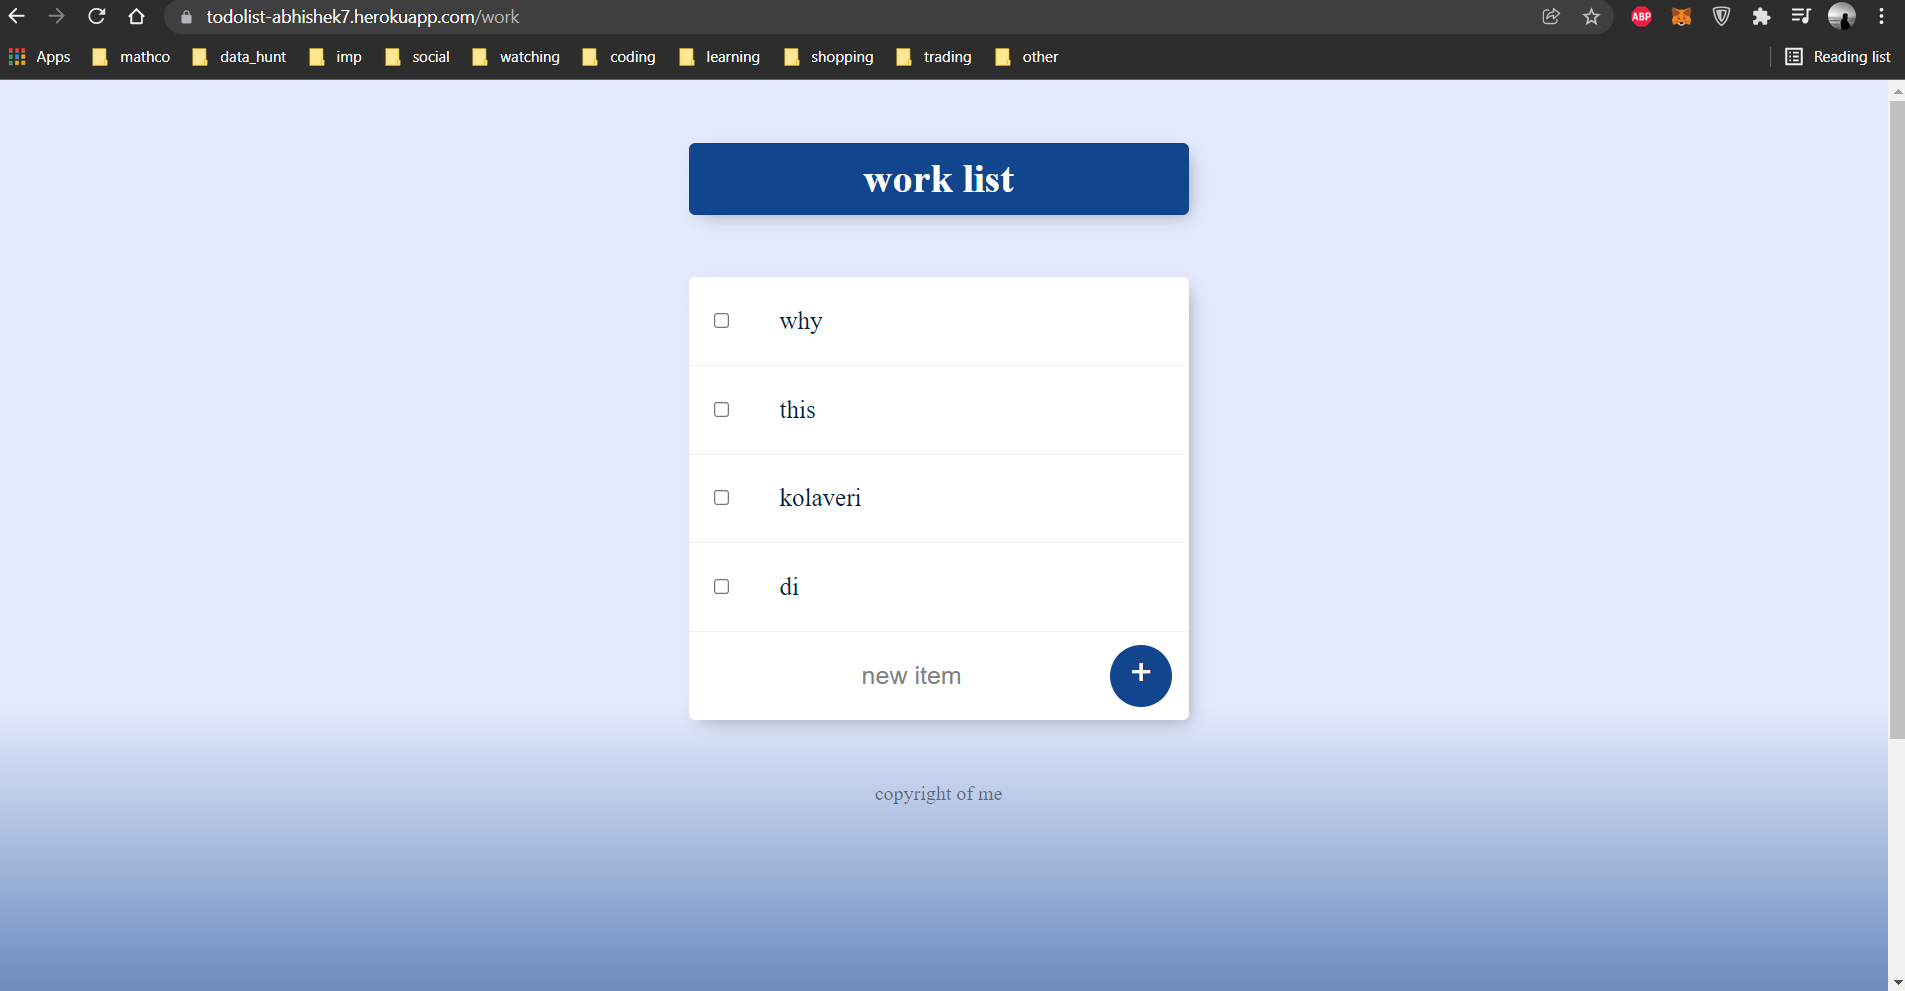 todolist-abhishek7.herokuapp.com/work
ABP
Apps mathco data_hunt imp social watching coding learning shopping trading other Reading list
work list
why
this
kolaveri
di
new item +
copyright of me